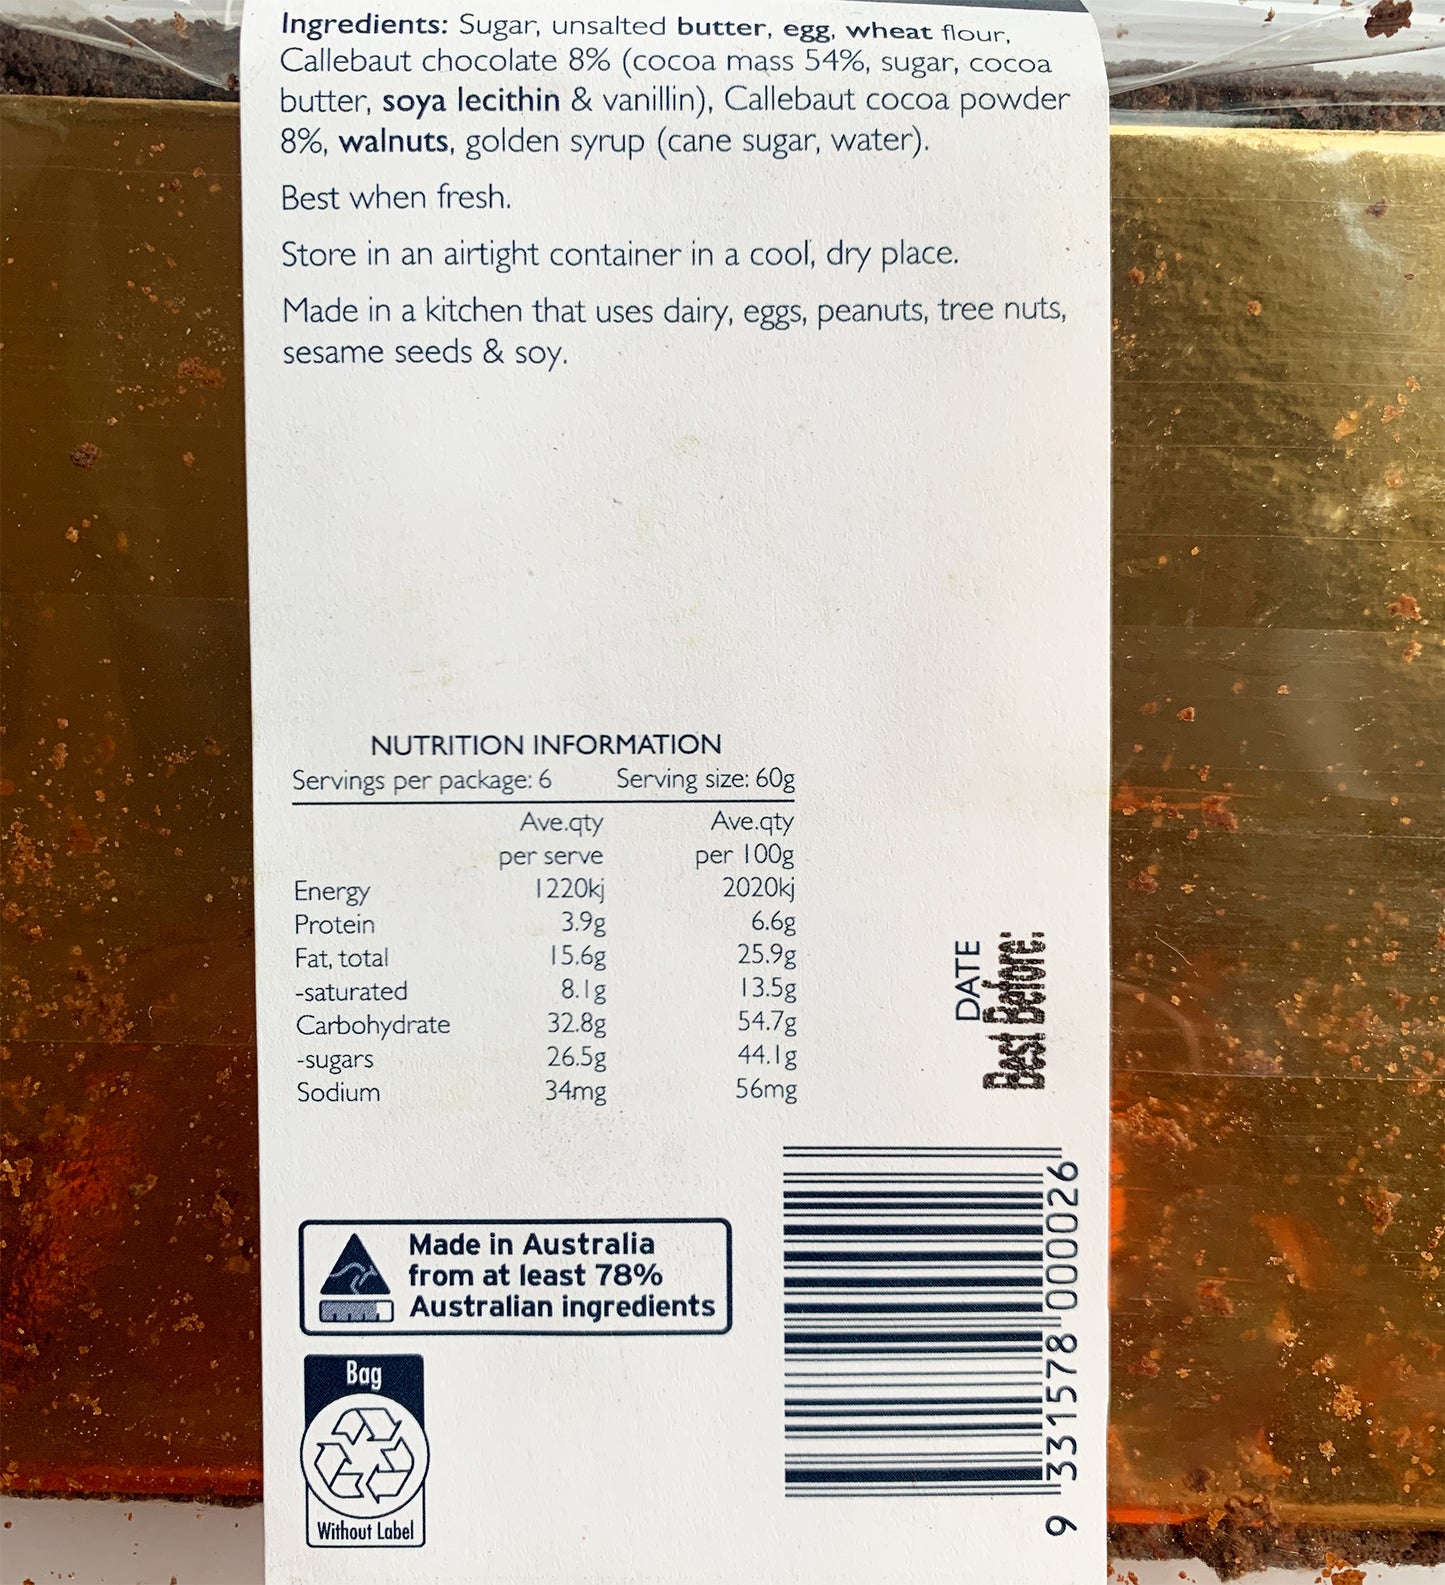 Ingredients: Sugar, unsalted butter, egg, wheat flour,
Callebaut chocolate 8% (cocoa mass 54%, sugar, cocoa
butter, soya lecithin & vanillin), Callebaut cocoa powder
8%, walnuts, golden syrup (cane sugar, water).
Best when fresh.
Store in an airtight container in a cool, dry place.
Made in a kitchen that uses dairy, eggs, peanuts, tree nuts,
sesame seeds & soy.
NUTRITION INFORMATION
Servings per package: 6 Serving size: 60g
Ave.qty Ave.qty
per serve per 100g
Energy 1220kj 2020kj
Protein 3.9g 6.6g
Fat, total 15.6g 25.9g
-saturated 8.1g 13.5g
Carbohydrate 32.8g 54.7g
-sugars 26.5g 44.1g
Sodium 34mg 56mg
DATE
Best Before:
Made in Australia
from at least 78%
Australian ingredients
Bag
Without Label
9 331578 000026